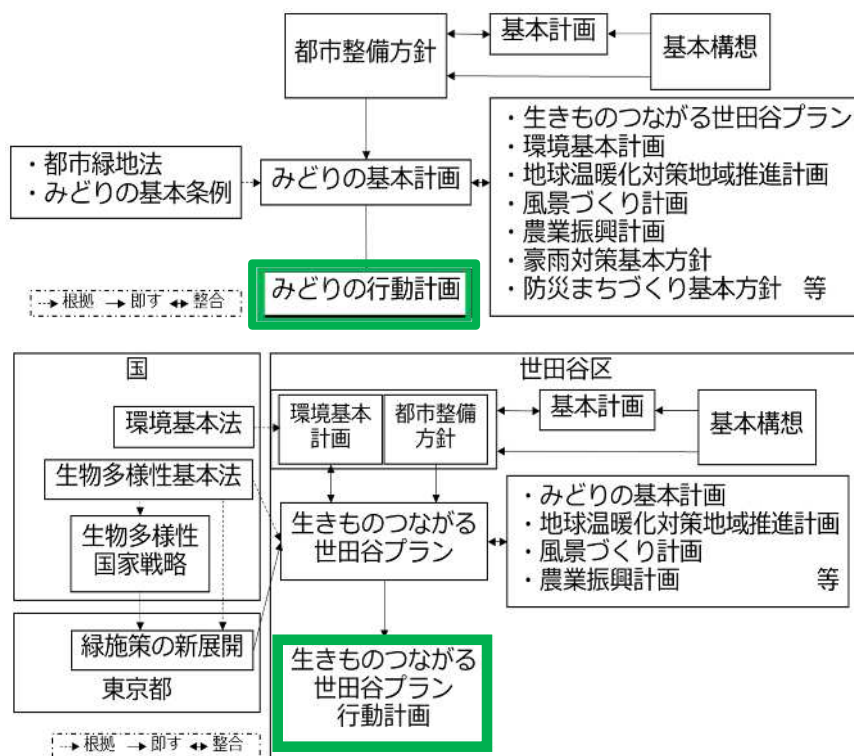 都市整備方針
基本計画
基本構想
・都市緑地法
・みどりの基本条例
みどりの基本計画
・生きものつながる世田谷プラン
・環境基本計画
・地球温暖化対策地域推進計画
・風景づくり計画
・農業振興計画
・豪雨対策基本方針
・防災まちづくり基本方針　等
みどりの行動計画
根拠 即す 整合
国
環境基本法
生物多様性基本法
生物多様性
国家戦略
緑施策の新展開
東京都
世田谷区
環境基本
計画
都市整備
方針
基本計画
基本構想
生きものつながる
世田谷プラン
・みどりの基本計画
・地球温暖化対策地域推進計画
・風景づくり計画
・農業振興計画　等
生きものつながる
世田谷プラン
行動計画
根拠 即す 整合